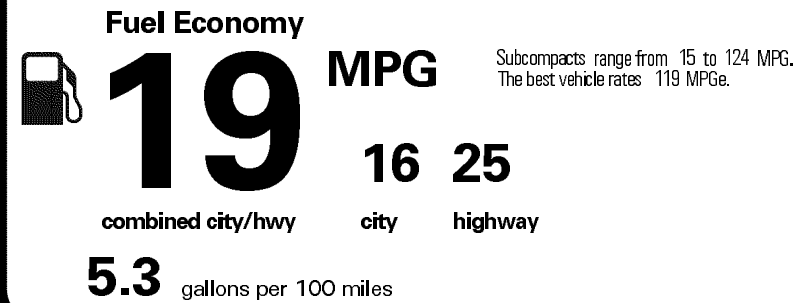 Fuel Economy
19 MPG
Subcompacts range from 15 to 124 MPG.
The best vehicle rates 119 MPGe.
16 25
combined city/hwy city highway
5.3 gallons per 100 miles